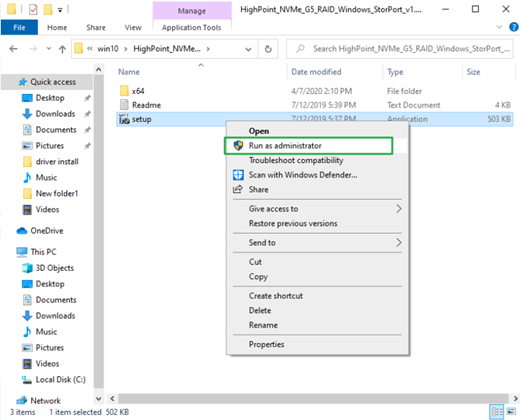 HighPoint_NVMe_G5_RAID_Windows_StorPort_v1....
Manage
File
Home
Share
View
Application Tools
win10
HighPoint_NVMe...
Search HighPoint_NVMe_G5_RAID_Windows_StorPort_...
Name
Date modified
Type
Size
Quick access
Desktop
Downloads
Documents
Pictures
driver install
Music
New folder1
Videos
OneDrive
This PC
3D Objects
Desktop
Documents
Downloads
Music
Pictures
Videos
Local Disk (C:)
Network
x64 4/7/2020 2:10 PM File folder
Readme 7/12/2019 5:39 PM Text Document 4 KB
setup 7/12/2019 5:37 PM Application 503 KB
Open
Run as administrator
Troubleshoot compatibility
Scan with Windows Defender...
Share
Give access to
Restore previous versions
Send to
Cut
Copy
Create shortcut
Delete
Rename
Properties
3 items 1 item selected 502 KB